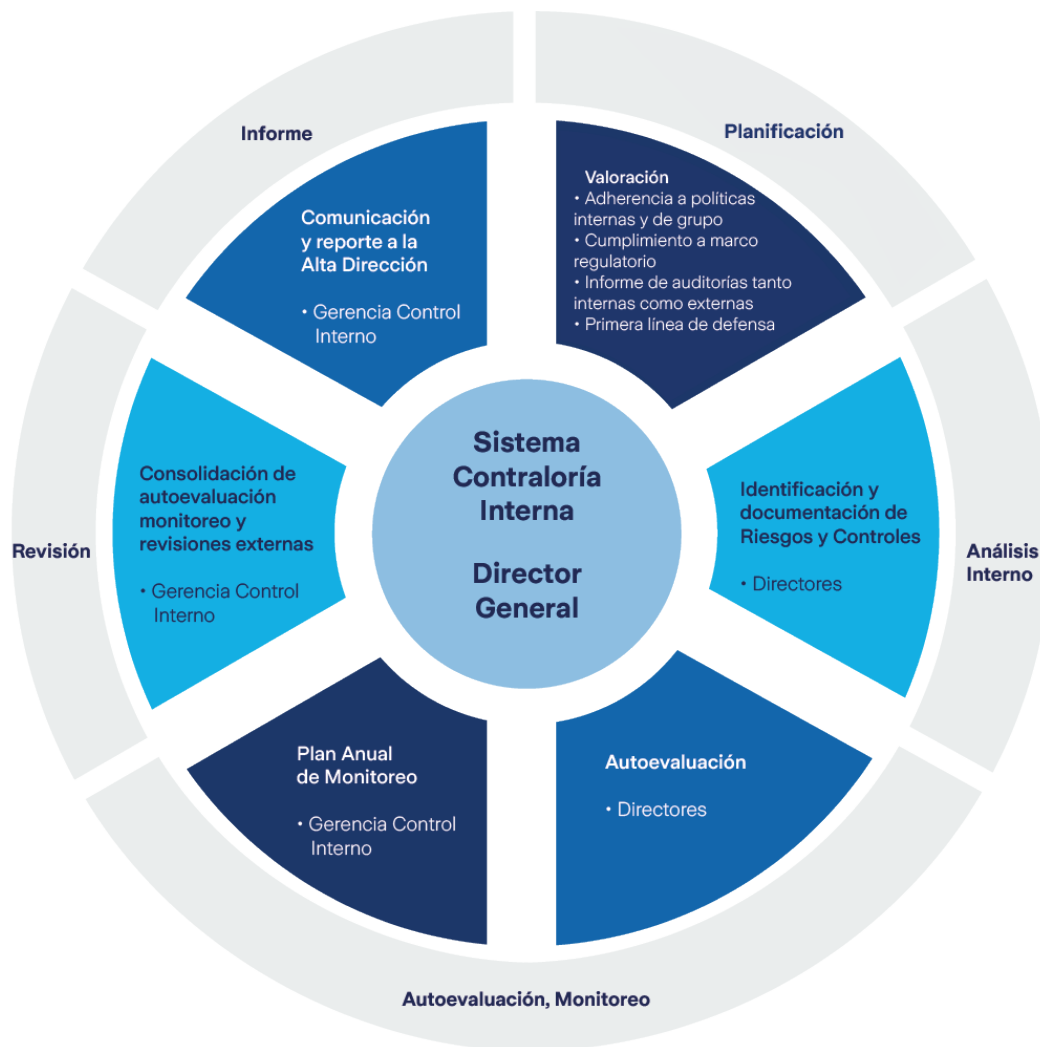 Informe
Planificación
Comunicación
y reporte a la
Alta Dirección
• Gerencia Control
Interno
Valoración
• Adherencia a políticas
internas y de grupo
• Cumplimiento a marco
regulatorio
• Informe de auditorías tanto
internas como externas
• Primera línea de defensa
Revisión
Consolidación de
autoevaluación
monitoreo y
revisiones externas
• Gerencia Control
Interno
Sistema
Contraloría
Interna
Director
General
Identificación y
documentación de
Riesgos y Controles
• Directores
Análisis
Interno
Plan Anual
de Monitoreo
• Gerencia Control
Interno
Autoevaluación
• Directores
Autoevaluación, Monitoreo